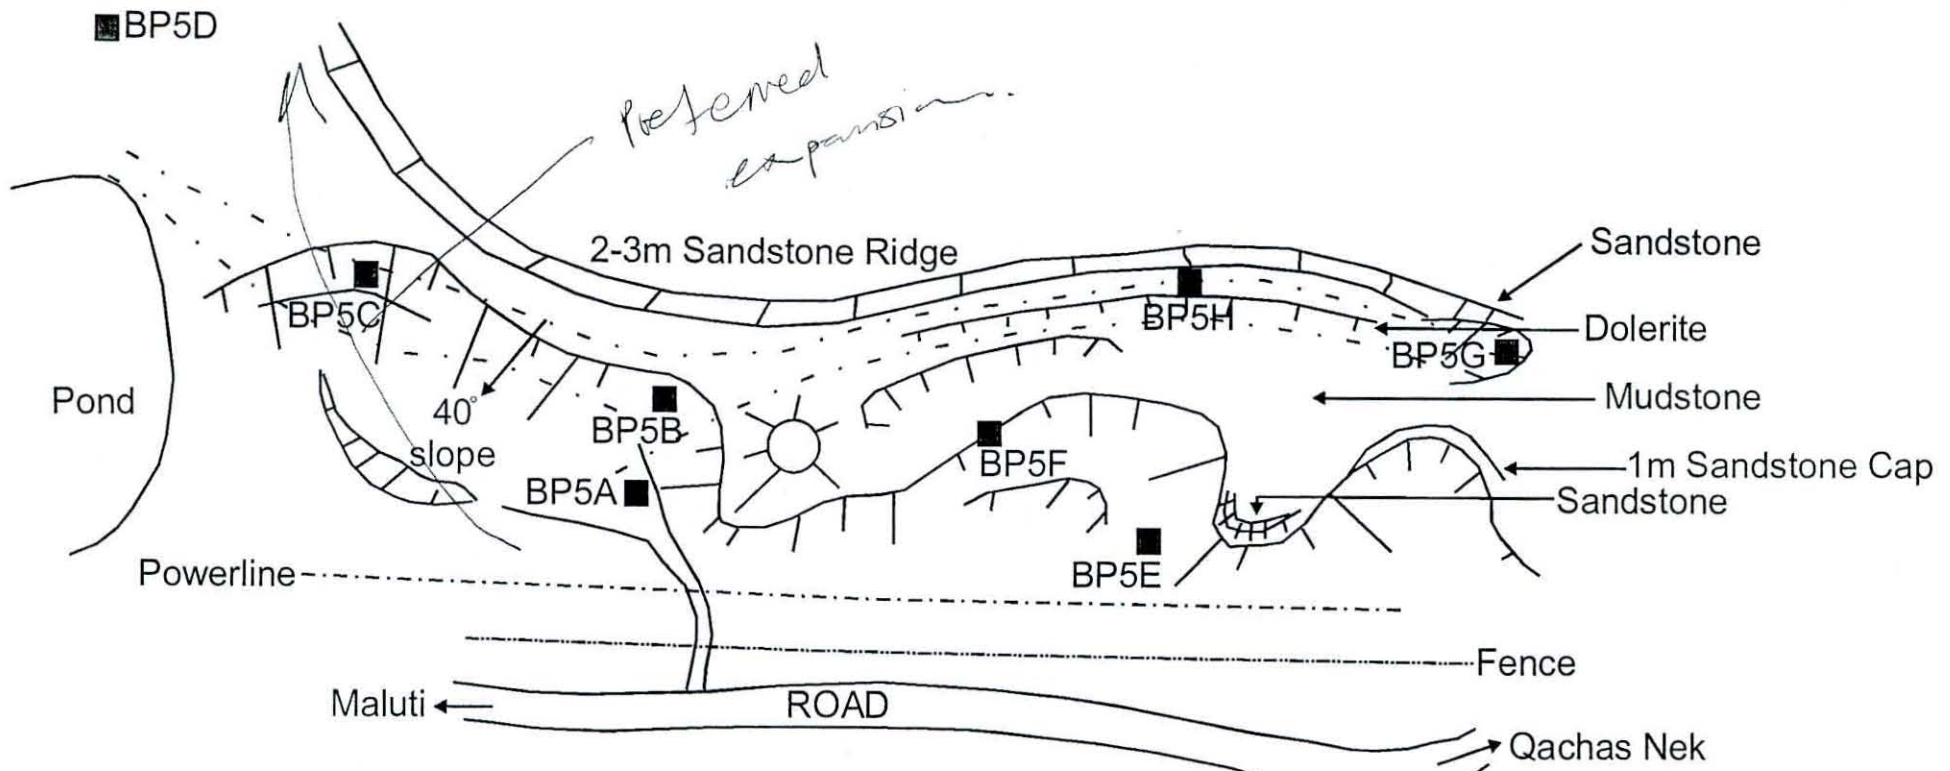 BP5D
Preferred
expansion
2-3m Sandstone Ridge
Sandstone
BP5C
BP5H
Dolerite
BP5G
Pond
40°
slope
Mudstone
BP5B
BP5F
1m Sandstone Cap
BP5A
Sandstone
BP5E
Powerline
Fence
Maluti
ROAD
Qachas Nek